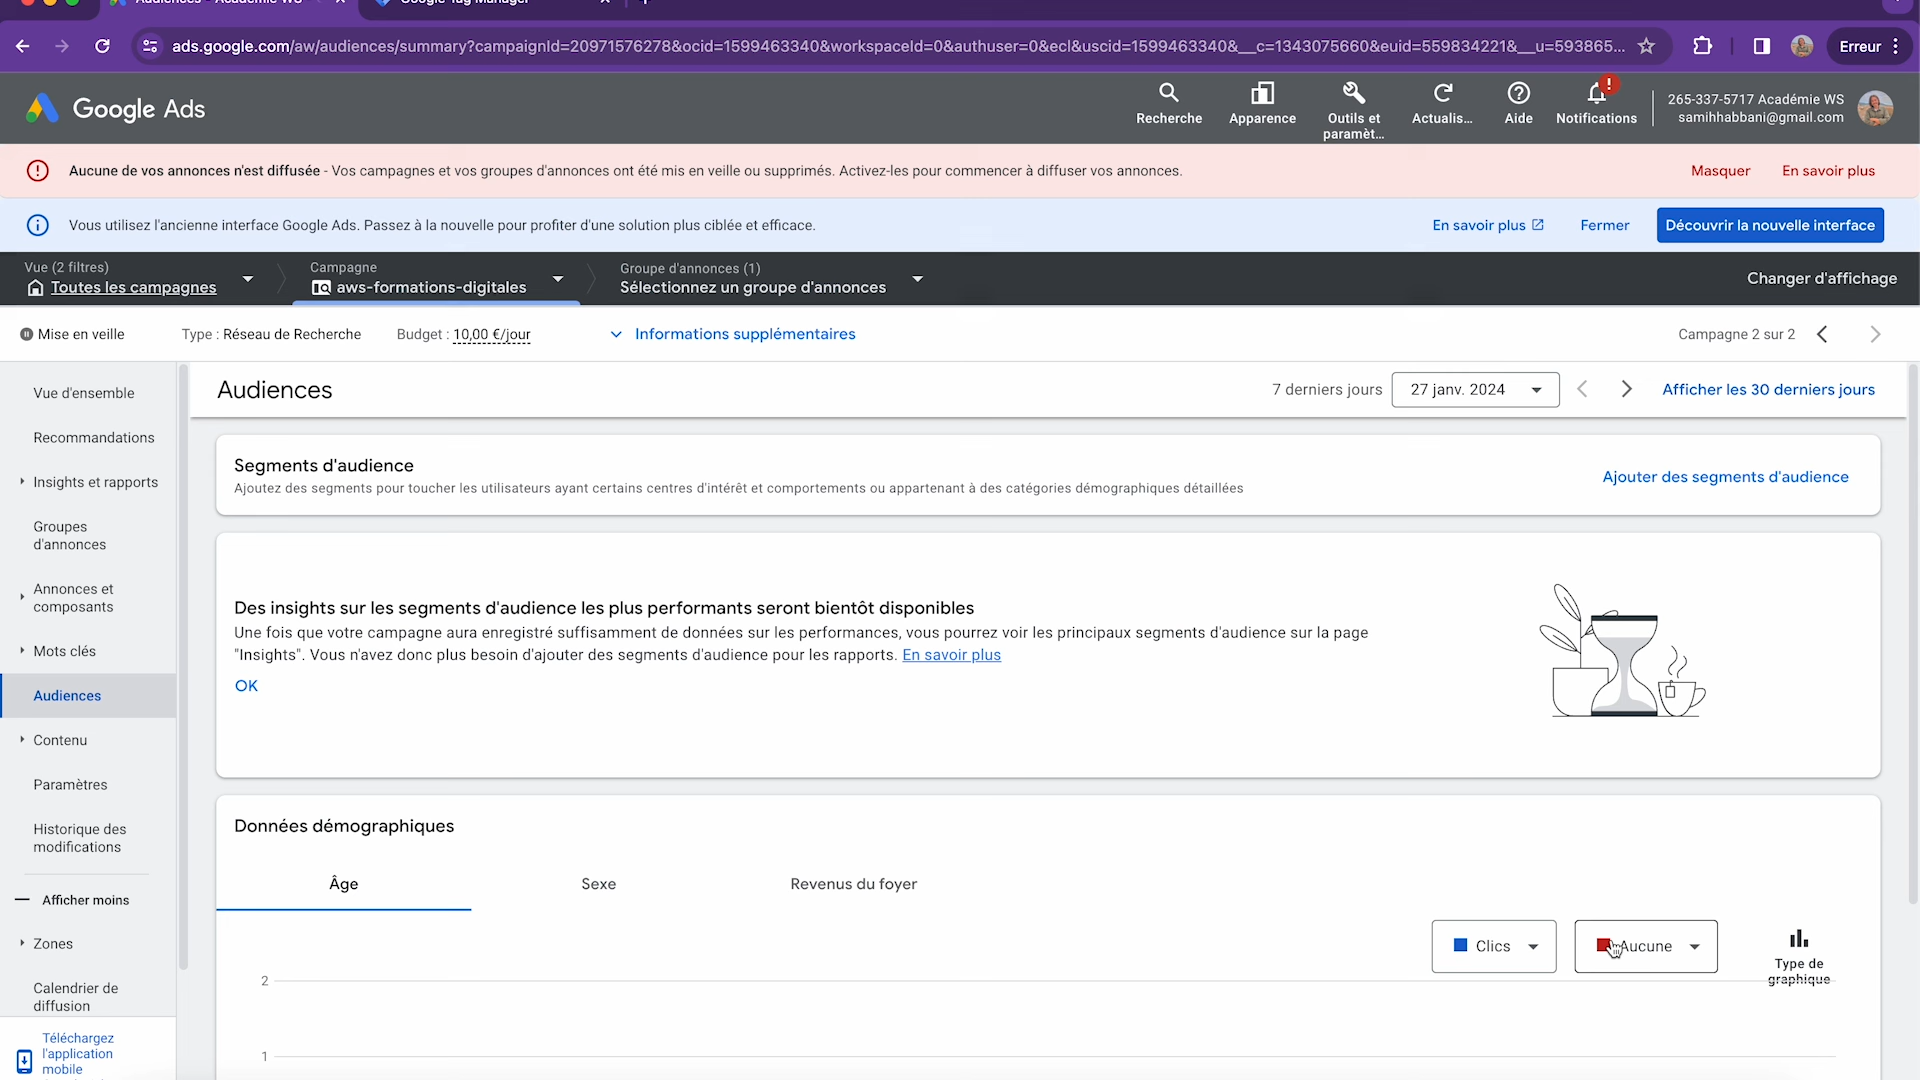 Audiences - Académie WS
Google Tag Manager
ads.google.com/aw/audiences/summary?campaignId=20971576278&ocid=1599463340&workspaceId=0&authuser=0&ecl&uscid=1599463340&__c=1343075660&euid=559834221&__u=593865...
Erreur
Google Ads
Recherche
Apparence
Outils et
paramèt...
Actualis...
Aide
Notifications
265-337-5717 Académie WS
samihhabbani@gmail.com
Aucune de vos annonces n'est diffusée - Vos campagnes et vos groupes d'annonces ont été mis en veille ou supprimés. Activez-les pour commencer à diffuser vos annonces.
Masquer
En savoir plus
Vous utilisez l'ancienne interface Google Ads. Passez à la nouvelle pour profiter d'une solution plus ciblée et efficace.
En savoir plus
Fermer
Découvrir la nouvelle interface
Vue (2 filtres)
Toutes les campagnes
Campagne
aws-formations-digitales
Groupe d'annonces (1)
Sélectionnez un groupe d'annonces
Changer d'affichage
Mise en veille
Type : Réseau de Recherche
Budget : 10,00 €/jour
Informations supplémentaires
Campagne 2 sur 2
Vue d'ensemble
Recommandations
Insights et rapports
Groupes
d'annonces
Annonces et
composants
Mots clés
Audiences
Contenu
Paramètres
Historique des
modifications
Afficher moins
Zones
Calendrier de
diffusion
Téléchargez
l'application
mobile
Audiences
7 derniers jours
27 janv. 2024
Afficher les 30 derniers jours
Segments d'audience
Ajoutez des segments pour toucher les utilisateurs ayant certains centres d'intérêt et comportements ou appartenant à des catégories démographiques détaillées
Ajouter des segments d'audience
Des insights sur les segments d'audience les plus performants seront bientôt disponibles
Une fois que votre campagne aura enregistré suffisamment de données sur les performances, vous pourrez voir les principaux segments d'audience sur la page
"Insights". Vous n'avez donc plus besoin d'ajouter des segments d'audience pour les rapports. En savoir plus
OK
Données démographiques
Âge
Sexe
Revenus du foyer
Clics
Aucune
Type de
graphique
2
1